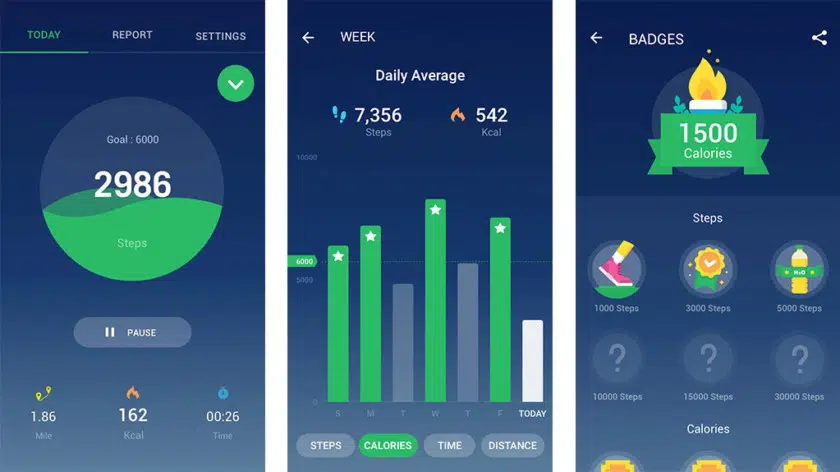 TODAY
REPORT
SETTINGS
Goal : 6000
2986
Steps
PAUSE
1.86
Mile
162
Kcal
00:26
Time
WEEK
Daily Average
7,356
Steps
542
Kcal
10000
6000
5000
0
S
M
T
W
T
F
TODAY
STEPS
CALORIES
TIME
DISTANCE
BADGES
1500
Calories
Steps
H2O
1000 Steps
3000 Steps
5000 Steps
?
?
?
10000 Steps
15000 Steps
30000 Steps
Calories